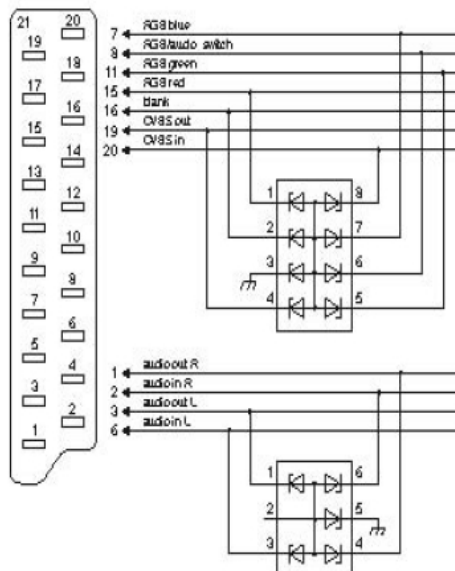 21 20
19
18
17
16
15
14
13
12
11
10
9
8
7
6
5
4
3
2
1
7 RGB blue
8 RGB/audio switch
11 RGB green
15 RGB red
16 blank
19 CVBS out
20 CVBS in
1 8
2 7
3 6
4 5
1 audio out R
2 audio in R
3 audio out L
6 audio in L
1 6
2 5
3 4